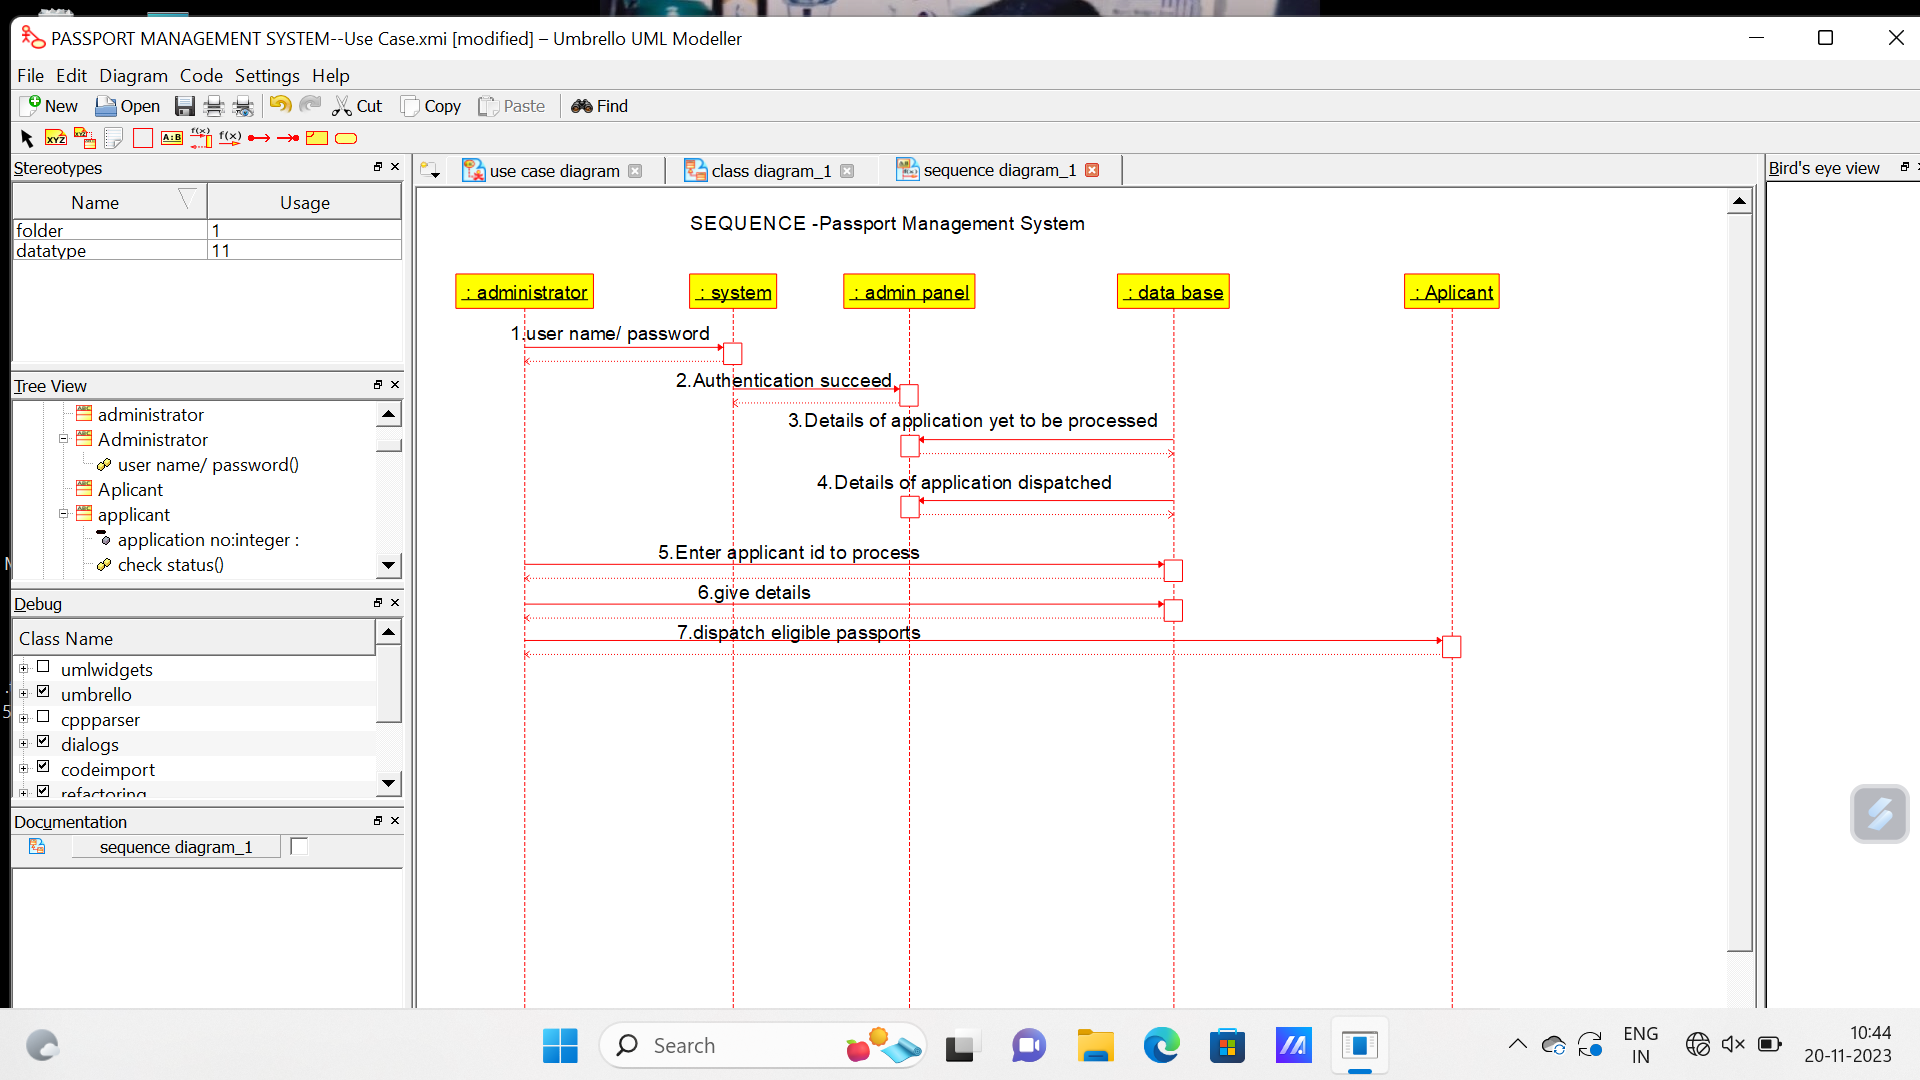 PASSPORT MANAGEMENT SYSTEM--Use Case.xmi [modified] – Umbrello UML Modeller
File Edit Diagram Code Settings Help
New Open Cut Copy Paste Find
XYZ A:B f(x) f(x)
Stereotypes
Name Usage
folder 1
datatype 11
Tree View
administrator
Administrator
user name/ password()
Aplicant
applicant
application no:integer :
check status()
Debug
Class Name
umlwidgets
umbrello
cppparser
dialogs
codeimport
refactoring
Documentation
sequence diagram_1
use case diagram
class diagram_1
sequence diagram_1
Bird's eye view
SEQUENCE -Passport Management System
: administrator
: system
: admin panel
: data base
: Aplicant
1.user name/ password
2.Authentication succeed
3.Details of application yet to be processed
4.Details of application dispatched
5.Enter applicant id to process
6.give details
7.dispatch eligible passports
Search
ENG
IN
10:44
20-11-2023